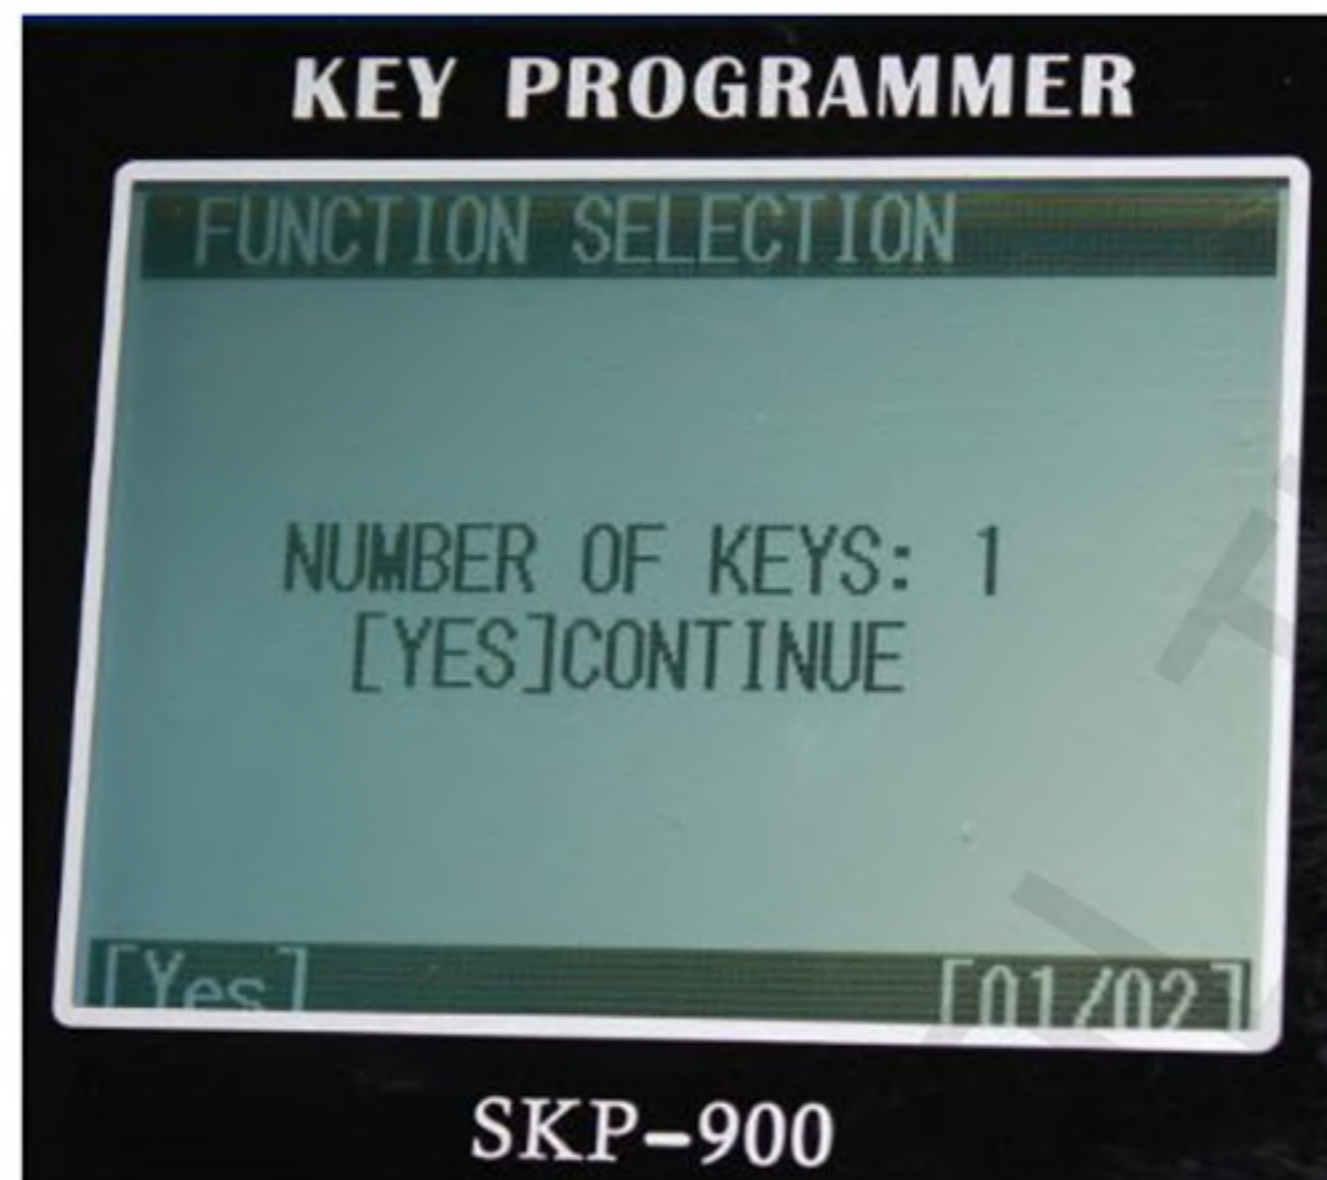 KEY PROGRAMMER
FUNCTION SELECTION
NUMBER OF KEYS: 1
[YES]CONTINUE
[Yes] [01/02]
SKP-900